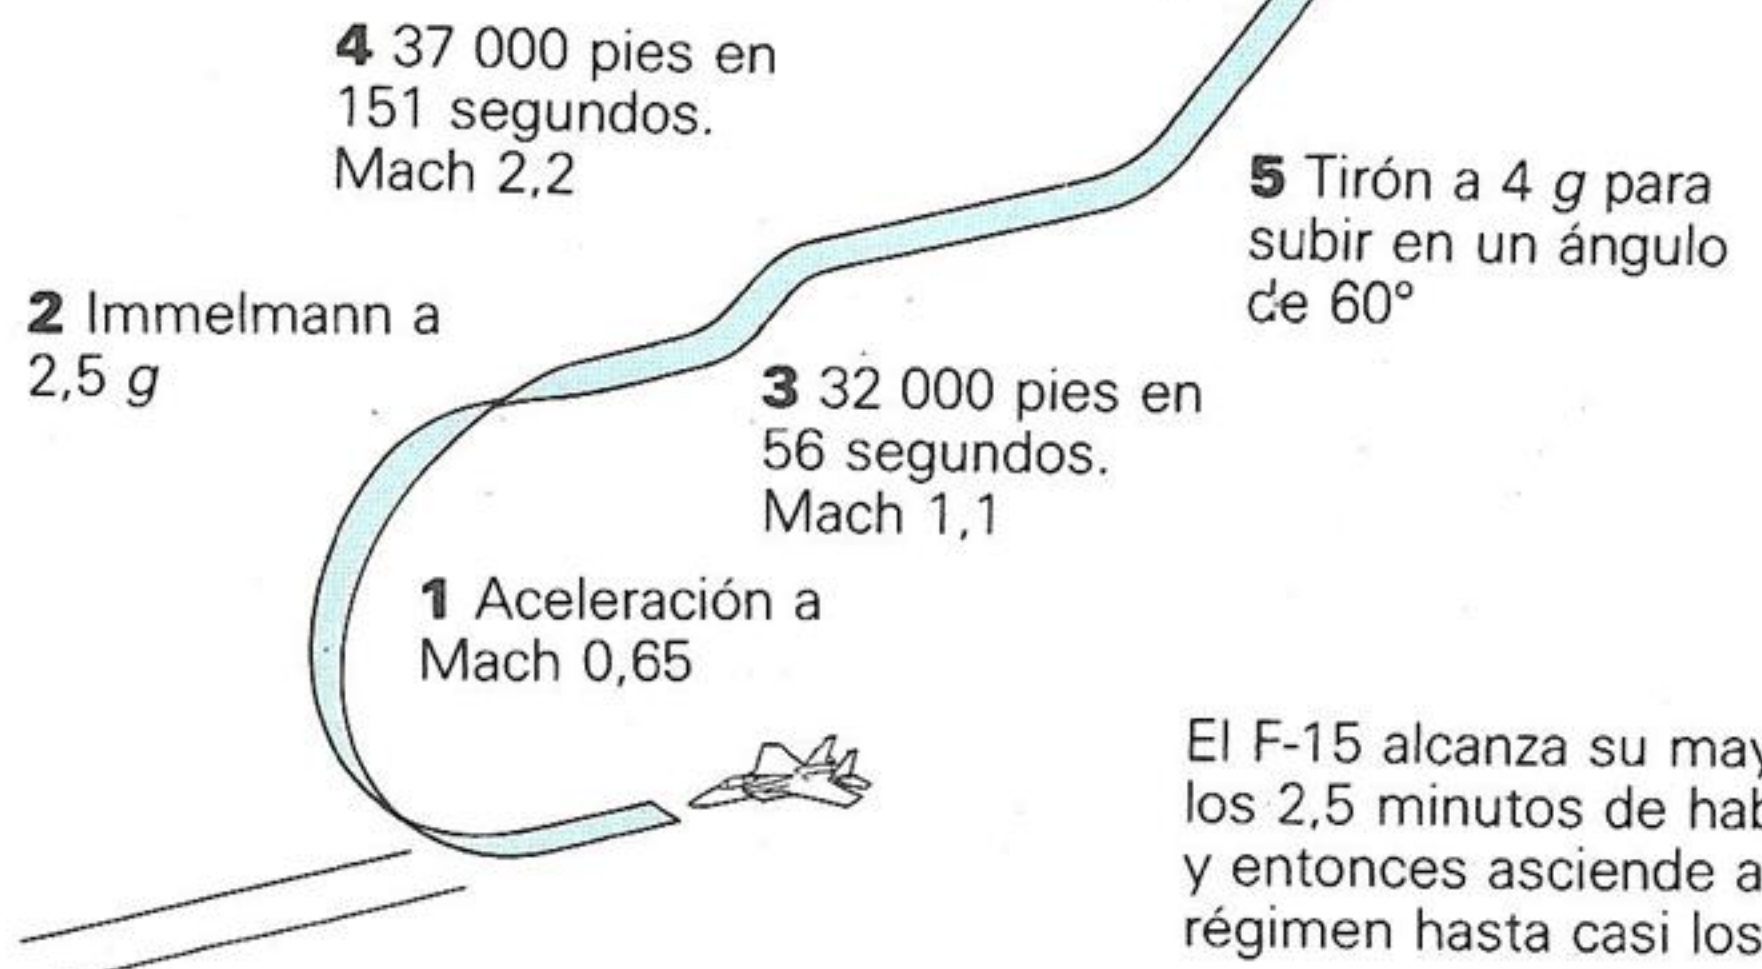 4 37 000 pies en
151 segundos.
Mach 2,2
5 Tirón a 4 g para
subir en un ángulo
de 60°
2 Immelmann a
2,5 g
3 32 000 pies en
56 segundos.
Mach 1,1
1 Aceleración a
Mach 0,65
El F-15 alcanza su
los 2,5 minutos de
y entonces asciende
régimen hasta casi los